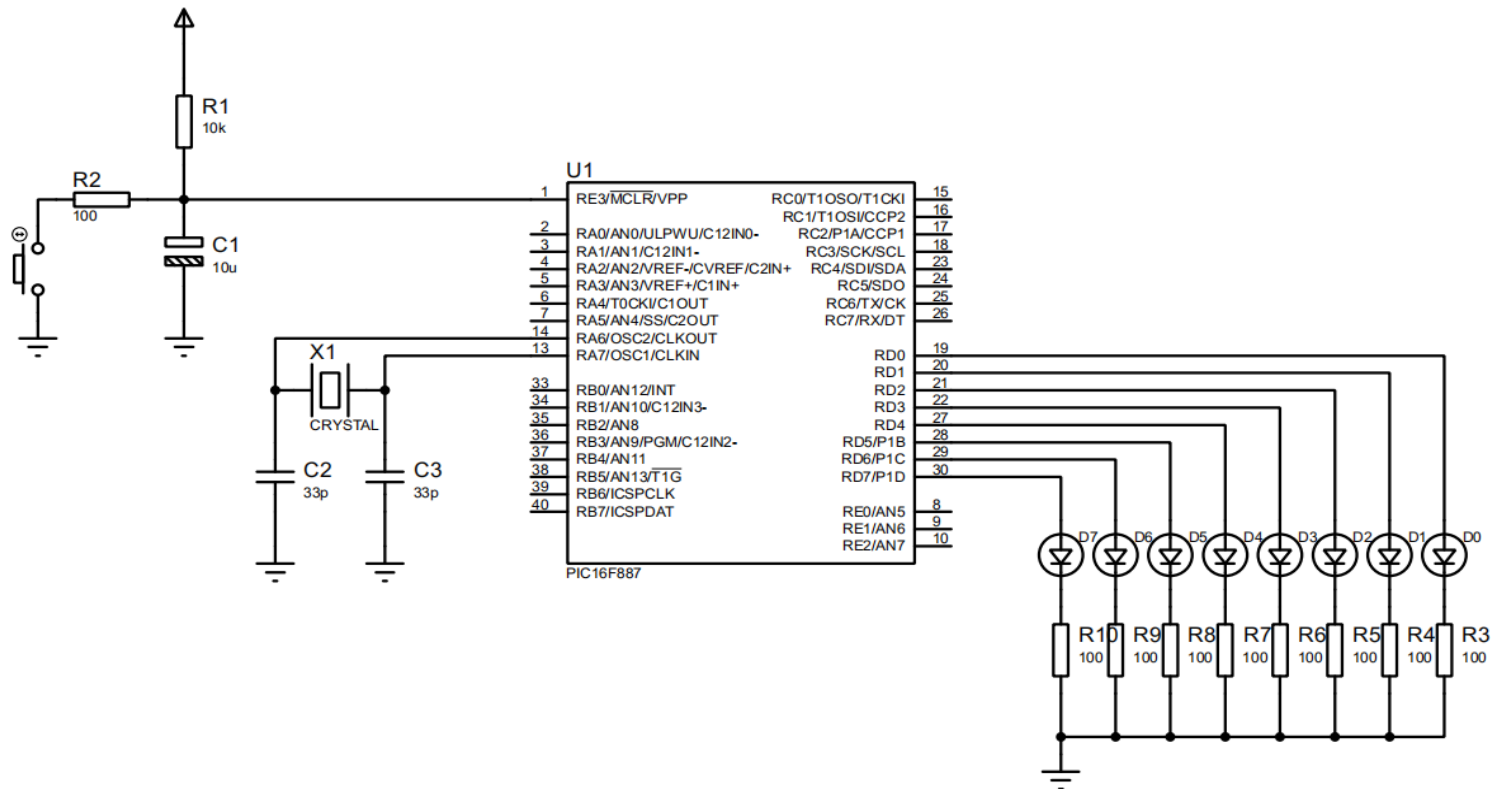 R1
10k
R2
100
C1
10u
U1
1 RE3/MCLR/VPP RC0/T1OSO/T1CKI 15
RC1/T1OSI/CCP2 16
2 RA0/AN0/ULPWU/C12IN0- RC2/P1A/CCP1 17
3 RA1/AN1/C12IN1- RC3/SCK/SCL 18
4 RA2/AN2/VREF-/CVREF/C2IN+ RC4/SDI/SDA 23
5 RA3/AN3/VREF+/C1IN+ RC5/SDO 24
6 RA4/T0CKI/C1OUT RC6/TX/CK 25
7 RA5/AN4/SS/C2OUT RC7/RX/DT 26
14 RA6/OSC2/CLKOUT
13 RA7/OSC1/CLKIN RD0 19
RD1 20
33 RB0/AN12/INT RD2 21
34 RB1/AN10/C12IN3- RD3 22
35 RB2/AN8 RD4 27
36 RB3/AN9/PGM/C12IN2- RD5/P1B 28
37 RB4/AN11 RD6/P1C 29
38 RB5/AN13/T1G RD7/P1D 30
39 RB6/ICSPCLK
40 RB7/ICSPDAT RE0/AN5 8
RE1/AN6 9
RE2/AN7 10
PIC16F887
X1
CRYSTAL
C2
33p
C3
33p
D7 D6 D5 D4 D3 D2 D1 D0
R10 R9 R8 R7 R6 R5 R4 R3
100 100 100 100 100 100 100 100